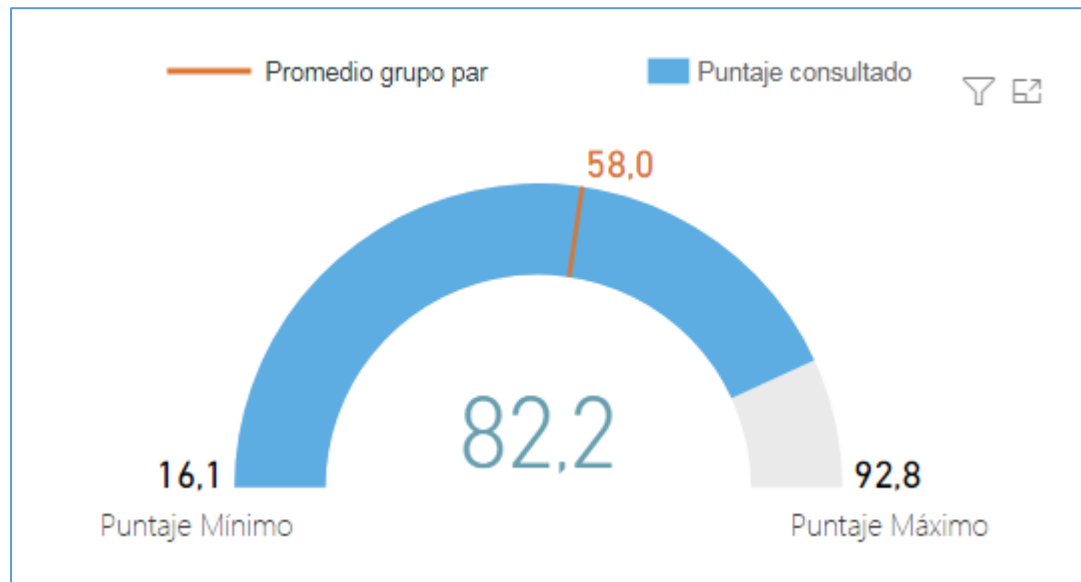 Promedio grupo par
Puntaje consultado
58,0
82,2
16,1
92,8
Puntaje Mínimo
Puntaje Máximo